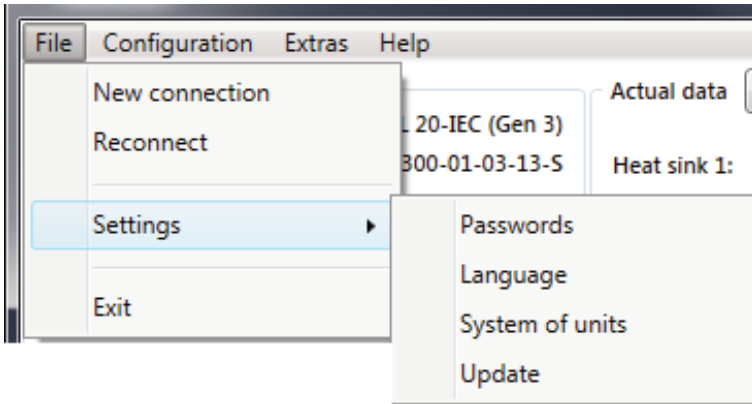 File Configuration Extras Help
New connection
Reconnect
Settings
Exit
Passwords
Language
System of units
Update
20-IEC (Gen 3)
300-01-03-13-S
Actual data
Heat sink 1: